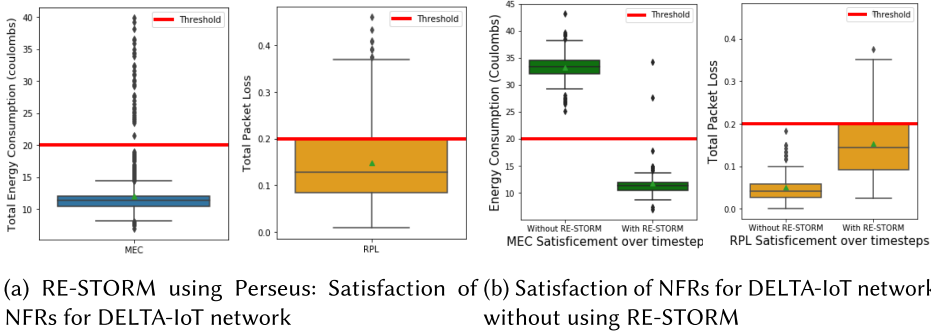 Total Energy Consumption (coulombs)
40
35
30
25
20
15
10
Threshold
MEC
Total Packet Loss
0.4
0.3
0.2
0.1
0.0
Threshold
RPL
Energy Consumption (Coulombs)
45
40
35
30
25
20
15
10
Threshold
Without RE-STORM With RE-STORM
MEC Satisficement over timestep
Total Packet Loss
0.4
0.3
0.2
0.1
0.0
Threshold
Without RE-STORM With RE-STORM
RPL Satisficement over timesteps
(a) RE-STORM using Perseus: Satisfaction of
NFRs for DELTA-IoT network
(b) Satisfaction of NFRs for DELTA-IoT network
without using RE-STORM